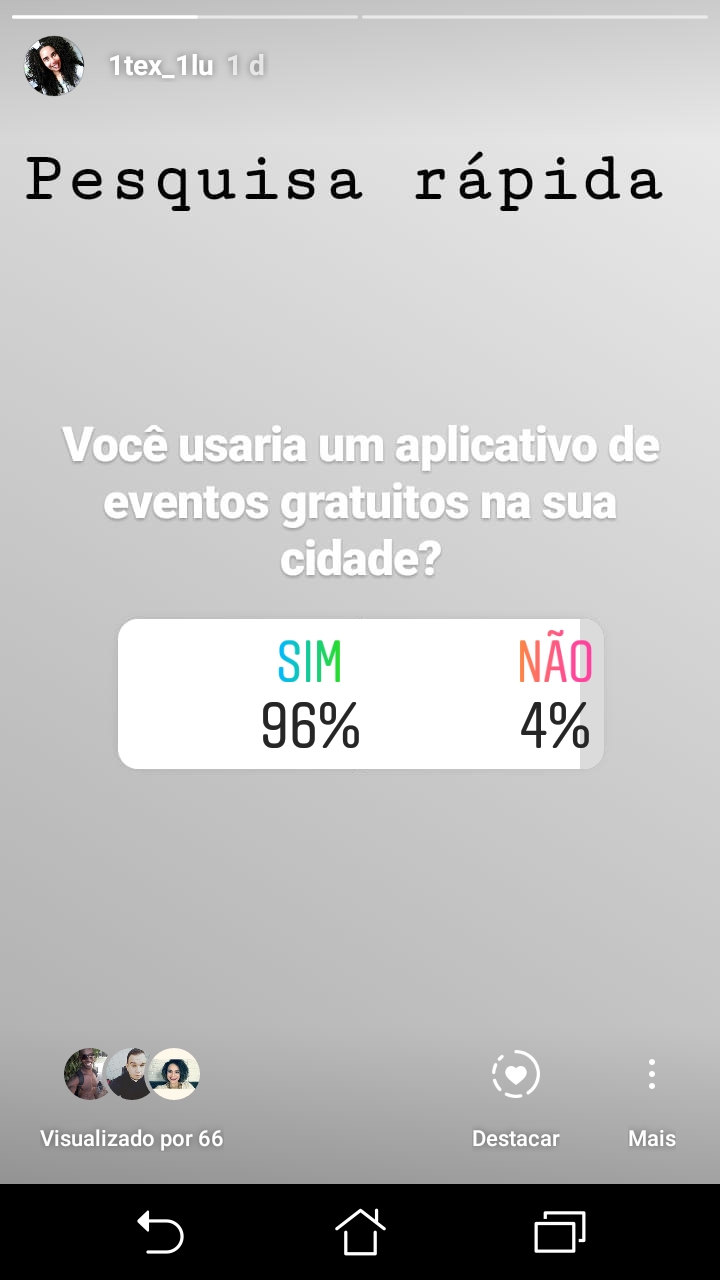 1tex_1lu 1 d
Pesquisa rápida
Você usaria um aplicativo de
eventos gratuitos na sua
cidade?
SIM NÃO
96% 4%
Visualizado por 66 Destacar Mais